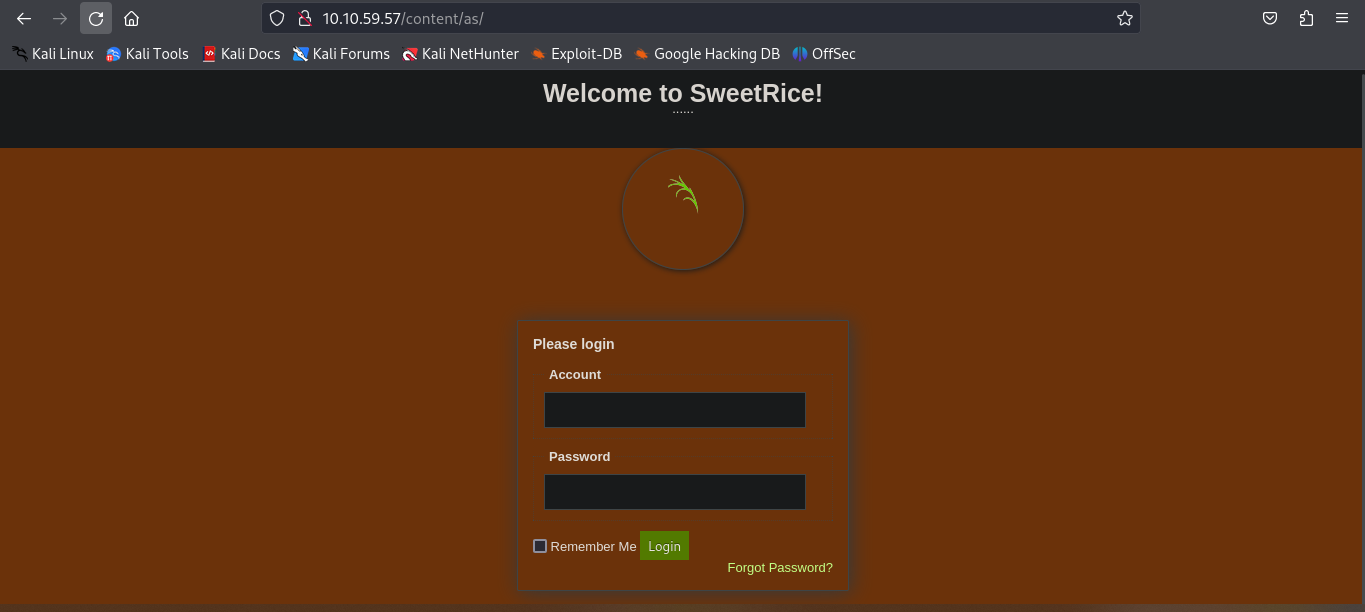 10.10.59.57/content/as/
Kali Linux Kali Tools Kali Docs Kali Forums Kali NetHunter Exploit-DB Google Hacking DB OffSec
Welcome to SweetRice!
......
Please login
Account
Password
Remember Me Login
Forgot Password?